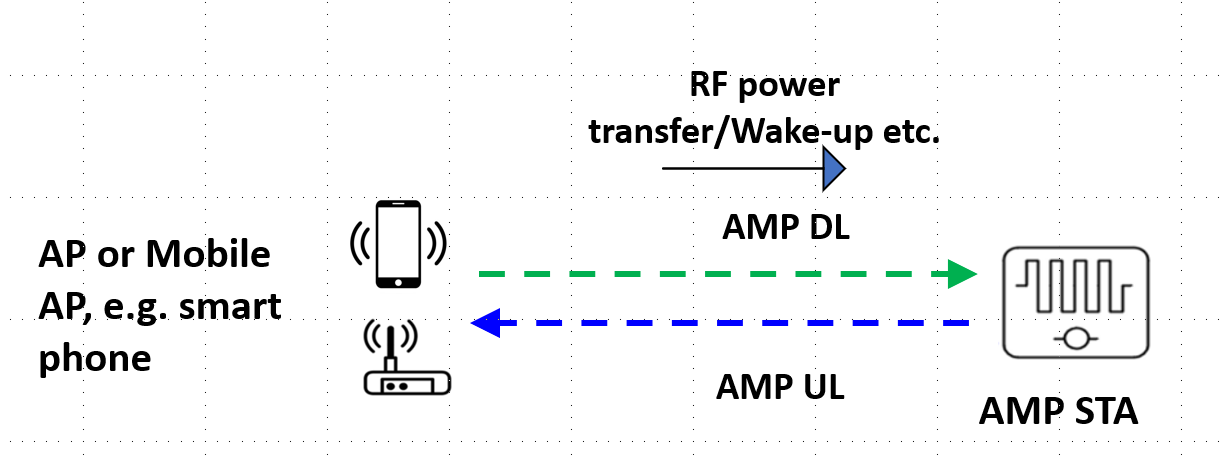 RF power
transfer/Wake-up etc.
AMP DL
AP or Mobile
AP, e.g. smart
phone
AMP UL
AMP STA